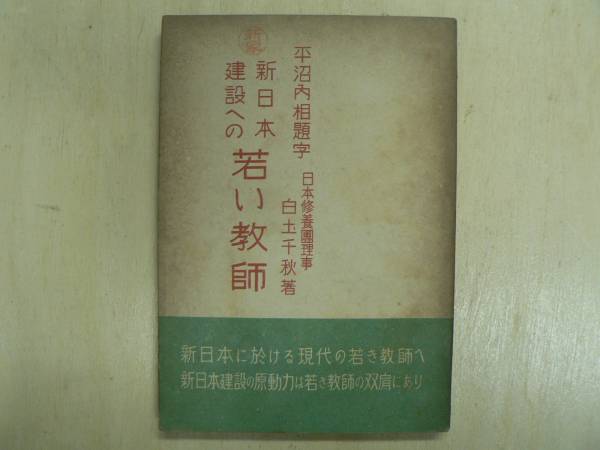 平沼內相題字
日本修養團理事
白土千秋著
新日本
建設への
若い教師
新日本に於ける現代の若き教師へ
新日本建設の原動力は若き教師の双肩にあり